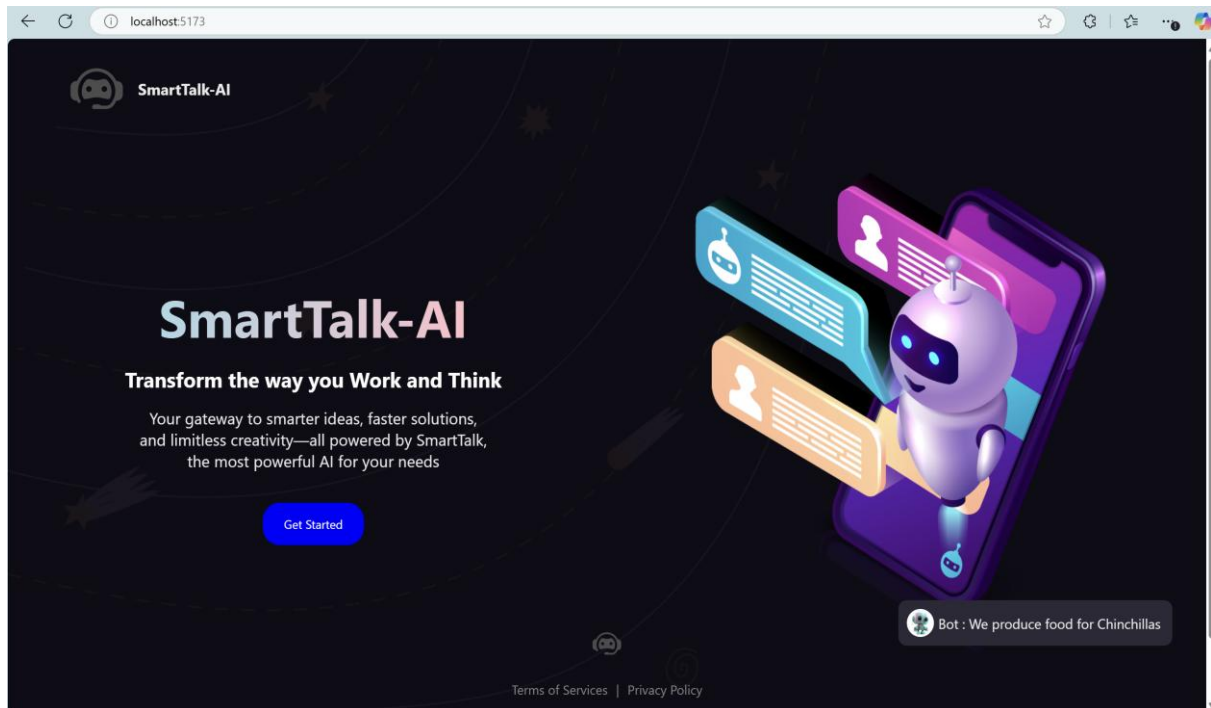 localhost:5173
SmartTalk-AI
SmartTalk-AI
Transform the way you Work and Think
Your gateway to smarter ideas, faster solutions,
and limitless creativity—all powered by SmartTalk,
the most powerful AI for your needs
Get Started
Bot : We produce food for Chinchillas
Terms of Services | Privacy Policy